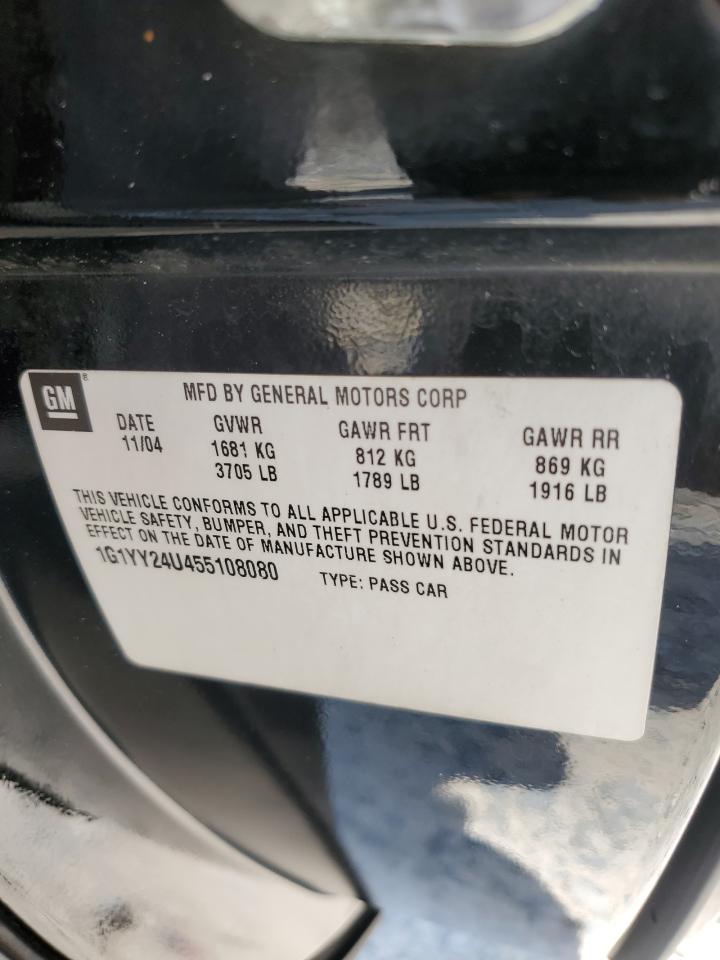 GM ®
MFD BY GENERAL MOTORS CORP
DATE GVWR GAWR FRT GAWR RR
11/04 1681 KG 812 KG 869 KG
3705 LB 1789 LB 1916 LB
THIS VEHICLE CONFORMS TO ALL APPLICABLE U.S. FEDERAL MOTOR
VEHICLE SAFETY, BUMPER, AND THEFT PREVENTION STANDARDS IN
EFFECT ON THE DATE OF MANUFACTURE SHOWN ABOVE.
1G1YY24U455108080 TYPE: PASS CAR